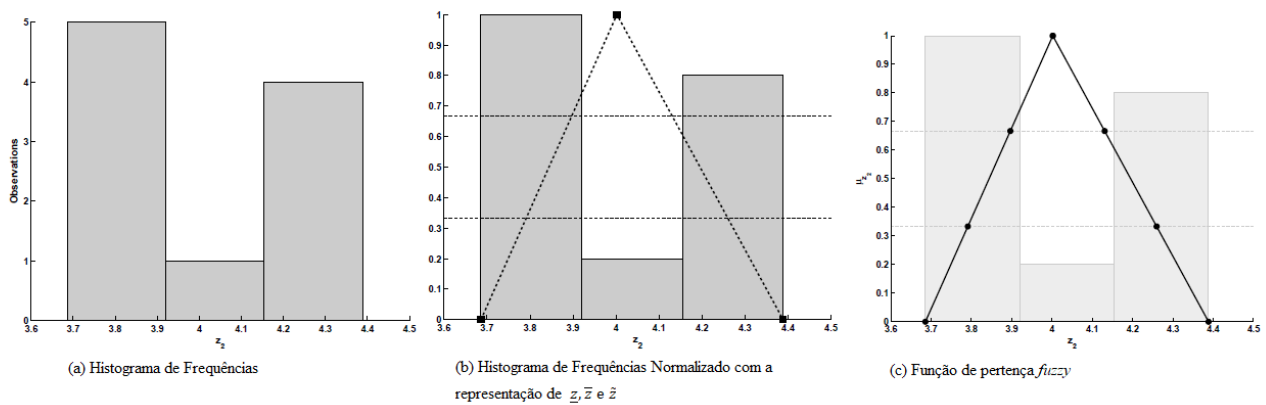 5
4
3
2
1
0
Observations
3.6 3.7 3.8 3.9 4 4.1 4.2 4.3 4.4 4.5
z₂
(a) Histograma de Frequências
1
0.9
0.8
0.7
0.6
0.5
0.4
0.3
0.2
0.1
0
3.6 3.7 3.8 3.9 4 4.1 4.2 4.3 4.4 4.5
z₂
(b) Histograma de Frequências Normalizado com a
representação de z̲, z̅ e z̃
1
0.9
0.8
0.7
0.6
0.5
0.4
0.3
0.2
0.1
0
3.6 3.7 3.8 3.9 4 4.1 4.2 4.3 4.4 4.5
z₂
(c) Função de pertença fuzzy